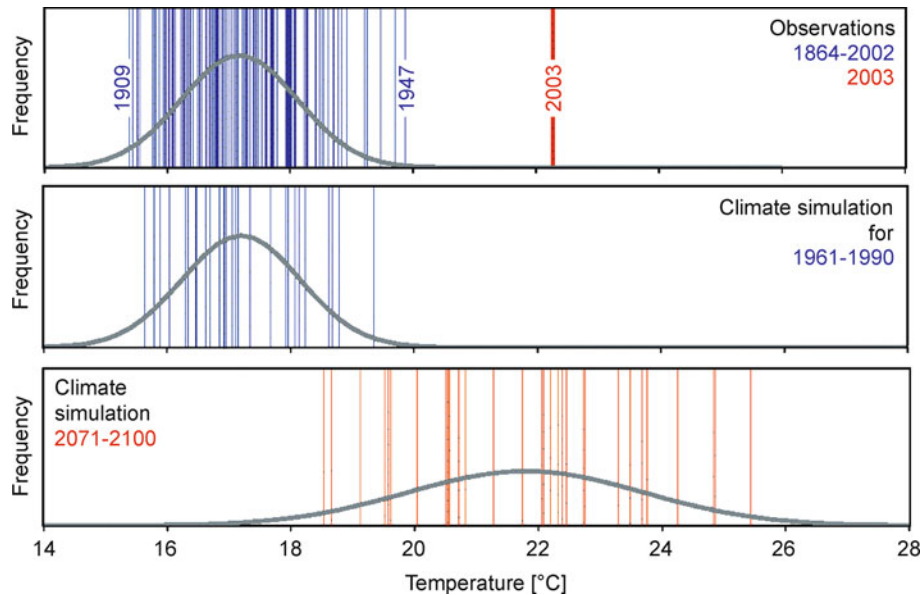 Frequency
1909
1947
2003
Observations
1864-2002
2003
Frequency
Climate simulation
for
1961-1990
Frequency
Climate
simulation
2071-2100
14
16
18
20
22
24
26
28
Temperature [°C]